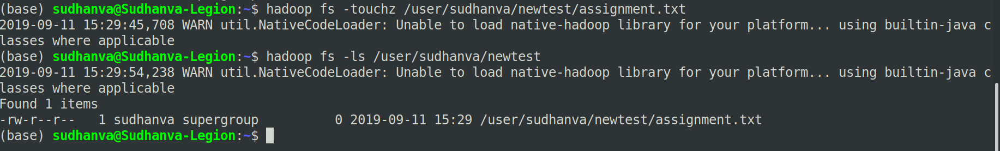 (base) sudhanva@Sudhanva-Legion:~$ hadoop fs -touchz /user/sudhanva/newtest/assignment.txt
2019-09-11 15:29:45,708 WARN util.NativeCodeLoader: Unable to load native-hadoop library for your platform... using builtin-java c
lasses where applicable
(base) sudhanva@Sudhanva-Legion:~$ hadoop fs -ls /user/sudhanva/newtest
2019-09-11 15:29:54,238 WARN util.NativeCodeLoader: Unable to load native-hadoop library for your platform... using builtin-java c
lasses where applicable
Found 1 items
-rw-r--r--   1 sudhanva supergroup          0 2019-09-11 15:29 /user/sudhanva/newtest/assignment.txt
(base) sudhanva@Sudhanva-Legion:~$